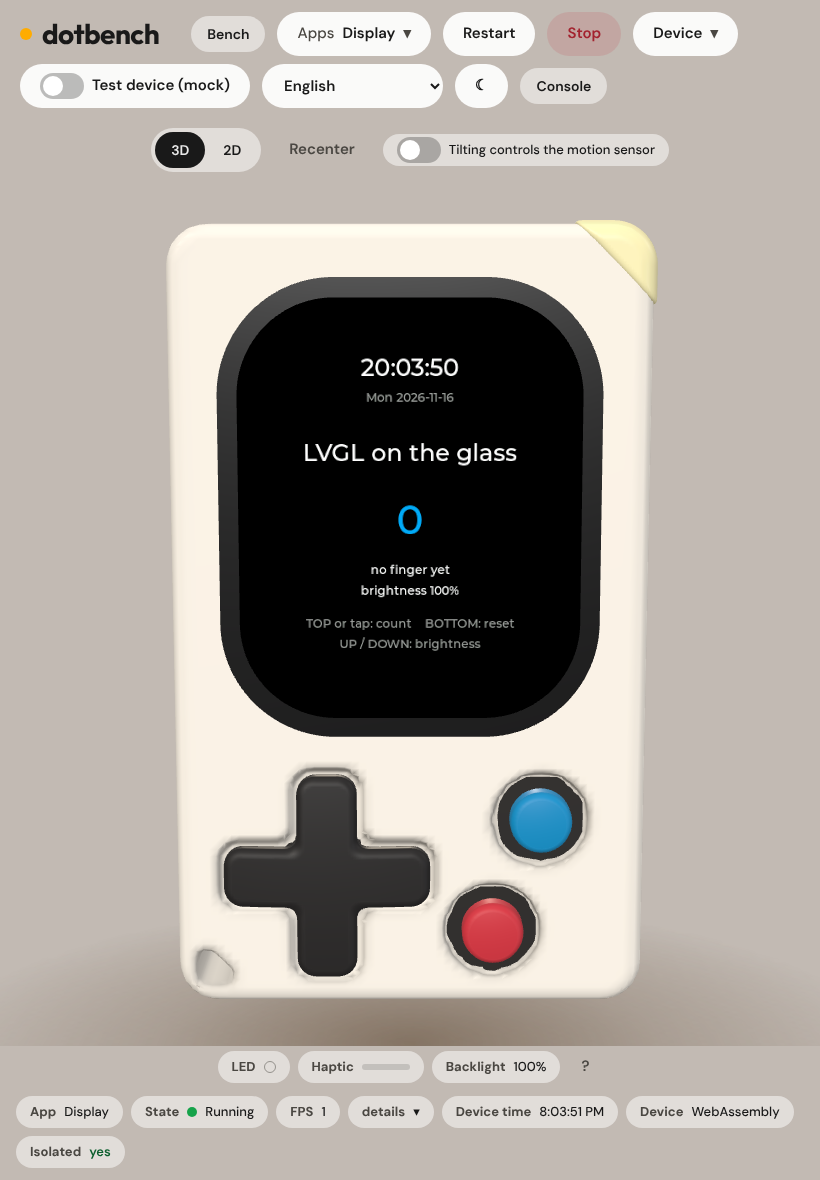 dotbench
Bench
Apps Display ▾
Restart
Stop
Device ▾
Test device (mock)
English
Console
3D
2D
Recenter
Tilting controls the motion sensor
20:03:50
Mon 2026-11-16
LVGL on the glass
0
no finger yet
brightness 100%
TOP or tap: count BOTTOM: reset
UP / DOWN: brightness
LED
Haptic
Backlight 100%
?
App Display
State Running
FPS 1
details ▾
Device time 8:03:51 PM
Device WebAssembly
Isolated yes